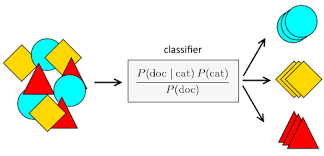 classifier
P(doc | cat) P(cat)
P(doc)